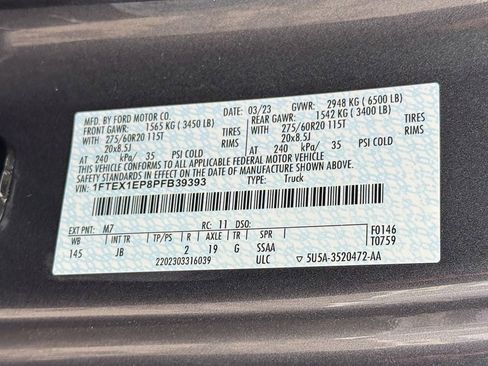 MFD. BY FORD MOTOR CO.
DATE: 03/23 GVWR: 2948 KG ( 6500 LB)
FRONT GAWR: 1565 KG ( 3450 LB) REAR GAWR: 1542 KG ( 3400 LB)
WITH 275/60R20 115T TIRES WITH 275/60R20 115T TIRES
20x8.5J RIMS 20x8.5J RIMS
AT 240 kPa/ 35 PSI COLD AT 240 kPa/ 35 PSI COLD
THIS VEHICLE CONFORMS TO ALL APPLICABLE FEDERAL MOTOR VEHICLE
SAFETY STANDARDS IN EFFECT ON THE DATE OF MANUFACTURE SHOWN ABOVE.
VIN: 1FTEX1EP8PFB39393 TYPE: Truck
EXT PNT: M7 RC: 11 DSO: F0146
WB INT TR TP/PS R AXLE TR SPR T0759
145 JB 2 19 G SSAA
2202303316039 ULC 5U5A-3520472-AA